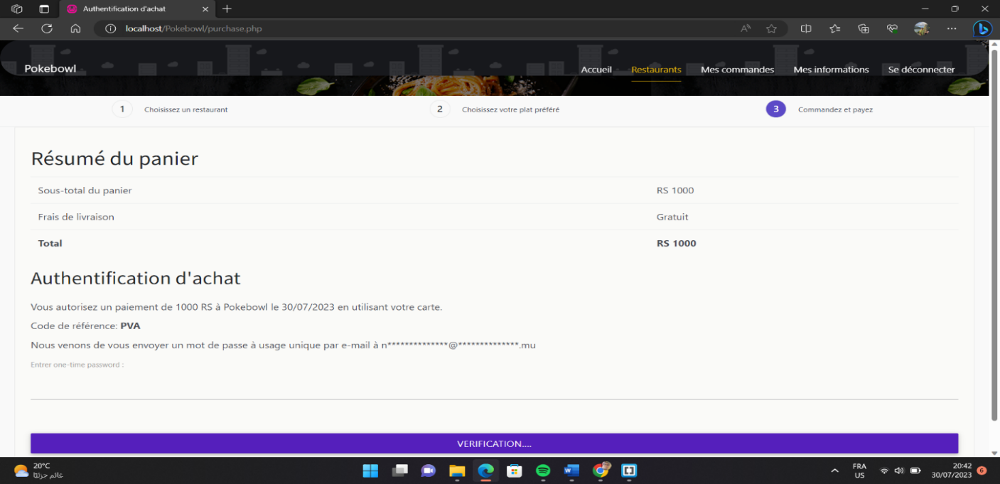 Authentification d'achat
localhost/Pokebowl/purchase.php
Pokebowl
Accueil Restaurants Mes commandes Mes informations Se déconnecter
1 Choisissez un restaurant 2 Choisissez votre plat préféré 3 Commandez et payez
Résumé du panier
Sous-total du panier RS 1000
Frais de livraison Gratuit
Total RS 1000
Authentification d'achat
Vous autorisez un paiement de 1000 RS à Pokebowl le 30/07/2023 en utilisant votre carte.
Code de référence: PVA
Nous venons de vous envoyer un mot de passe à usage unique par e-mail à n**************@**************.mu
Entrer one-time password :
VERIFICATION....
20°C
غائم جزئيًا
FRA
US
20:42
30/07/2023
6